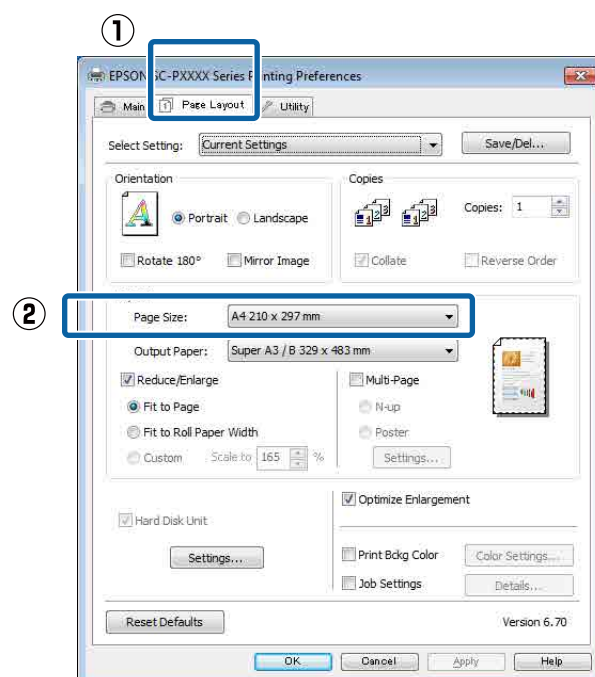 ①
EPSON SC-PXXXX Series Printing Preferences
Main Page Layout Utility
Select Setting: Current Settings Save/Del...
Orientation Copies
Portrait Landscape Copies: 1
Rotate 180° Mirror Image Collate Reverse Order
②
Page Size: A4 210 x 297 mm
Output Paper: Super A3 / B 329 x 483 mm
Reduce/Enlarge Multi-Page
Fit to Page N-up
Fit to Roll Paper Width Poster
Custom Scale to 165 % Settings...
Optimize Enlargement
Hard Disk Unit
Settings... Print Bckg Color Color Settings...
Job Settings Details...
Reset Defaults Version 6.70
OK Cancel Apply Help